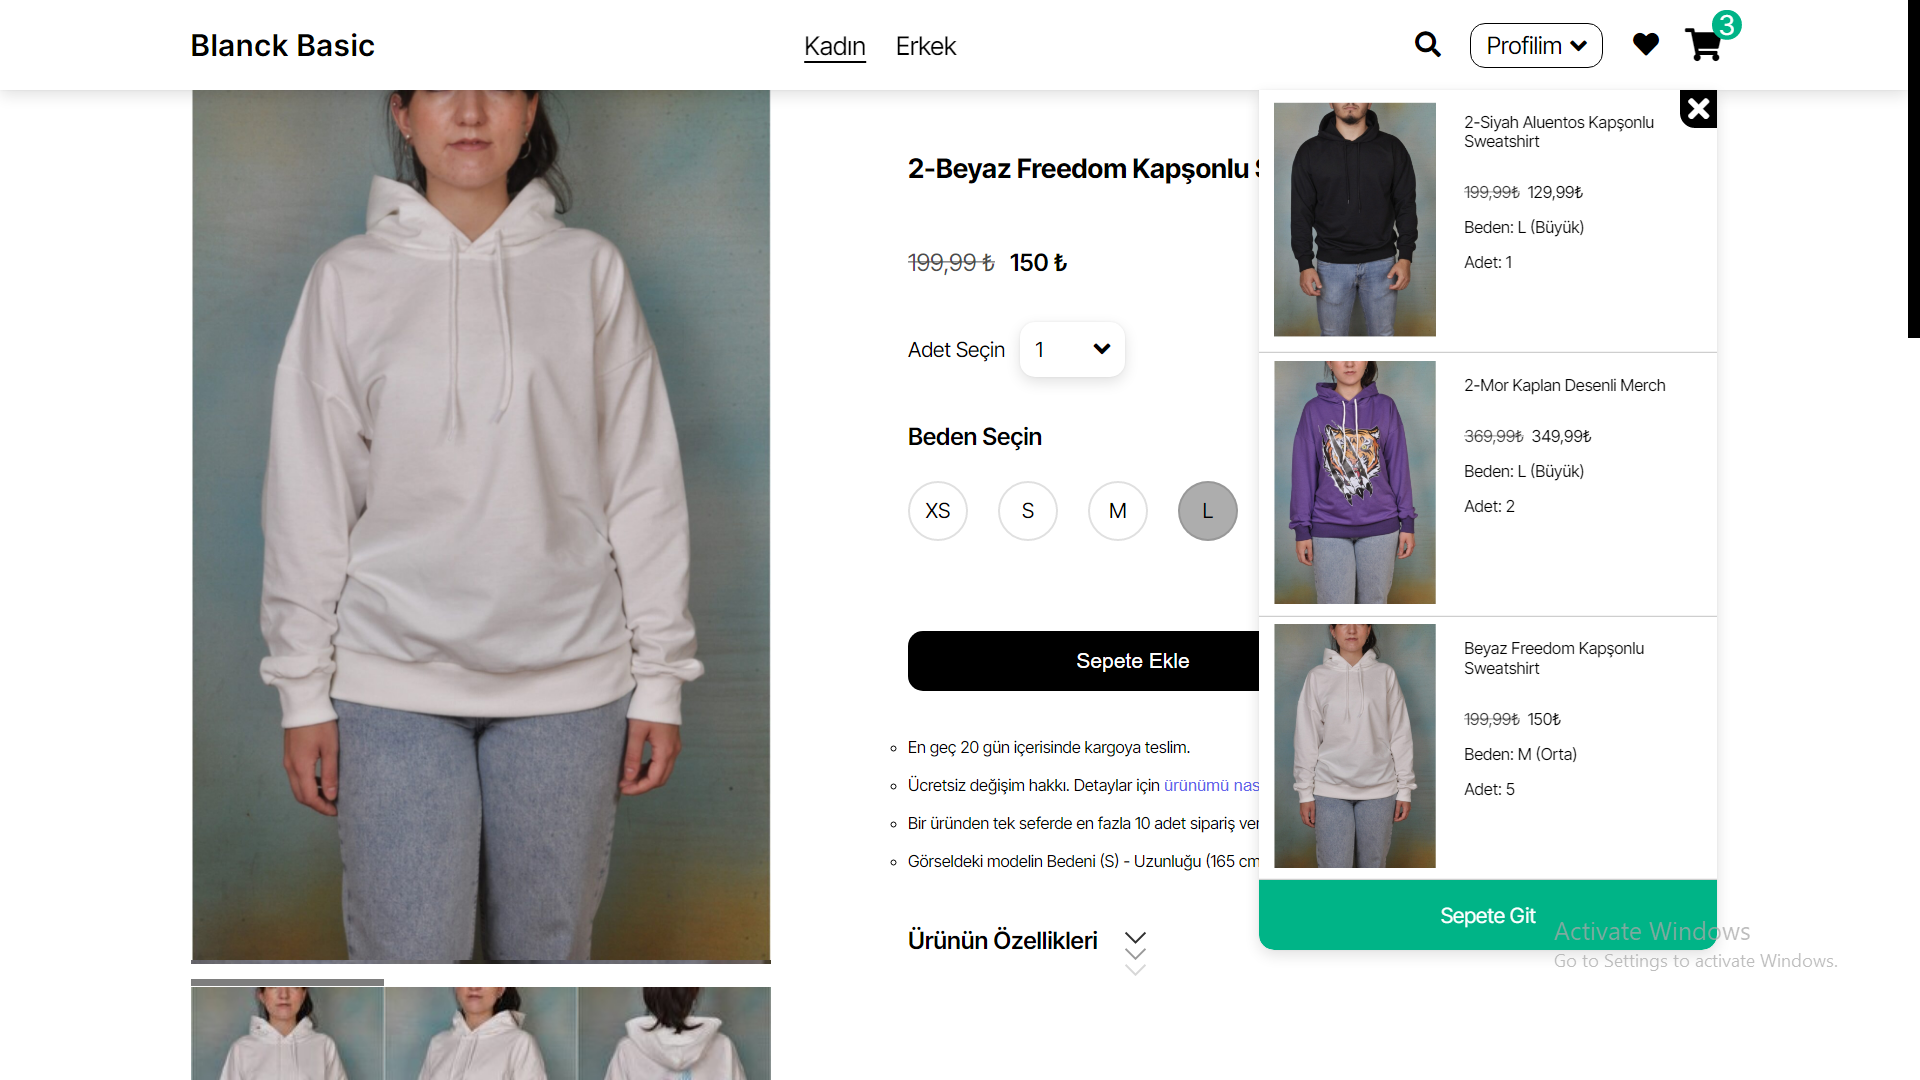 Blanck Basic
Kadın
Erkek
Profilim
3
2-Beyaz Freedom Kapşonlu
199,99 ₺ 150 ₺
Adet Seçin 1
Beden Seçin
XS S M L
Sepete Ekle
En geç 20 gün içerisinde kargoya teslim.
Ücretsiz değişim hakkı. Detaylar için ürünümü nas
Bir üründen tek seferde en fazla 10 adet sipariş ver
Görseldeki modelin Bedeni (S) - Uzunluğu (165 cm
Ürünün Özellikleri
2-Siyah Aluentos Kapşonlu
Sweatshirt
199,99₺ 129,99₺
Beden: L (Büyük)
Adet: 1
2-Mor Kaplan Desenli Merch
369,99₺ 349,99₺
Beden: L (Büyük)
Adet: 2
Beyaz Freedom Kapşonlu
Sweatshirt
199,99₺ 150₺
Beden: M (Orta)
Adet: 5
Sepete Git
Activate Windows
Go to Settings to activate Windows.